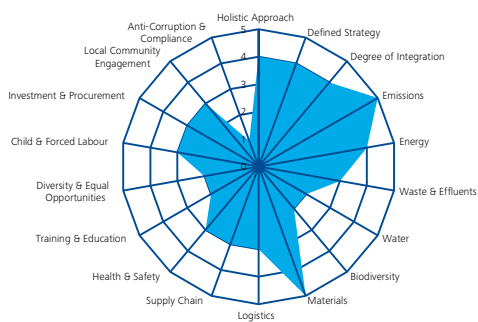 Holistic Approach
Defined Strategy
Degree of Integration
Emissions
Energy
Waste & Effluents
Water
Biodiversity
Materials
Logistics
Supply Chain
Health & Safety
Training & Education
Diversity & Equal
Opportunities
Child & Forced Labour
Investment & Procurement
Local Community
Engagement
Anti-Corruption &
Compliance
5
4
3
2
1
0